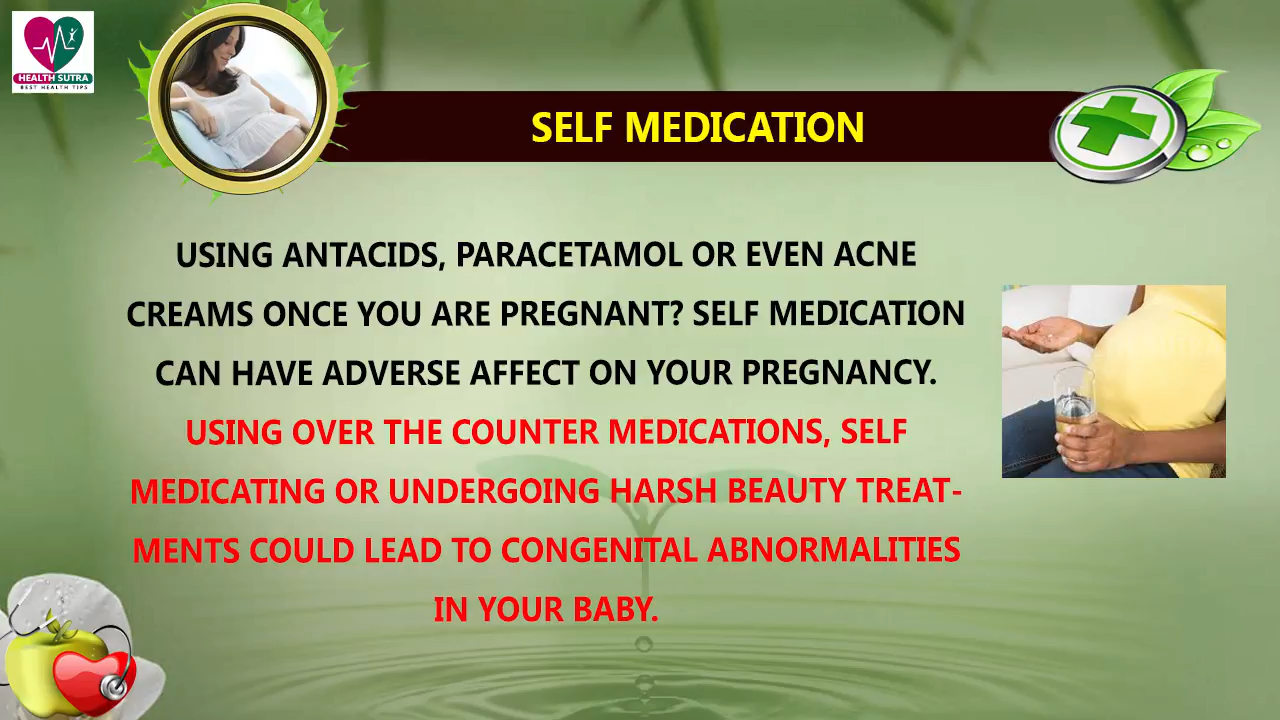 HEALTH SUTRA
BEST HEALTH TIPS
SELF MEDICATION
USING ANTACIDS, PARACETAMOL OR EVEN ACNE
CREAMS ONCE YOU ARE PREGNANT? SELF MEDICATION
CAN HAVE ADVERSE AFFECT ON YOUR PREGNANCY.
USING OVER THE COUNTER MEDICATIONS, SELF
MEDICATING OR UNDERGOING HARSH BEAUTY TREAT-
MENTS COULD LEAD TO CONGENITAL ABNORMALITIES
IN YOUR BABY.